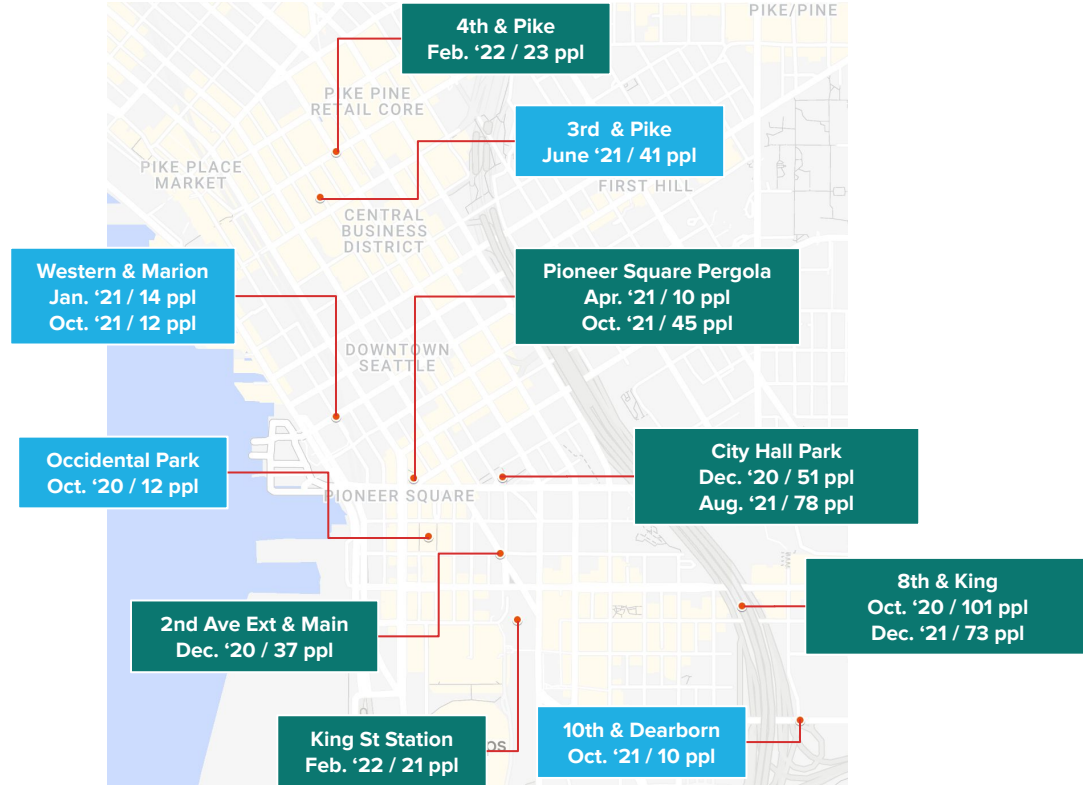 PIKE/PINE
4th & Pike
Feb. ‘22 / 23 ppl
PIKE PINE
RETAIL CORE
3rd & Pike
June ‘21 / 41 ppl
PIKE PLACE
MARKET
FIRST HILL
CENTRAL
BUSINESS
DISTRICT
Western & Marion
Jan. ‘21 / 14 ppl
Oct. ‘21 / 12 ppl
Pioneer Square Pergola
Apr. ‘21 / 10 ppl
Oct. ‘21 / 45 ppl
DOWNTOWN
SEATTLE
Occidental Park
Oct. ‘20 / 12 ppl
City Hall Park
Dec. ‘20 / 51 ppl
Aug. ‘21 / 78 ppl
PIONEER SQUARE
8th & King
Oct. ‘20 / 101 ppl
Dec. ‘21 / 73 ppl
2nd Ave Ext & Main
Dec. ‘20 / 37 ppl
King St Station
Feb. ‘22 / 21 ppl
10th & Dearborn
Oct. ‘21 / 10 ppl